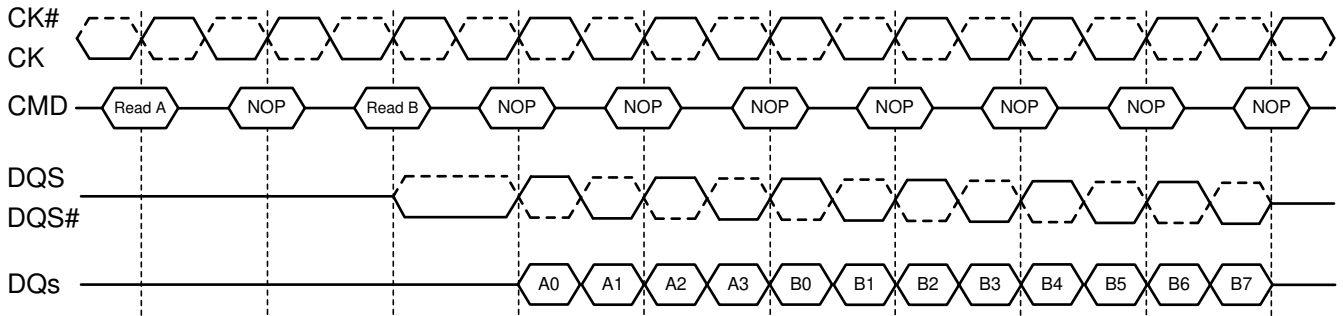 CK#
CK
CMD Read A NOP Read B NOP NOP NOP NOP NOP NOP NOP
DQS
DQS#
DQs A0 A1 A2 A3 B0 B1 B2 B3 B4 B5 B6 B7